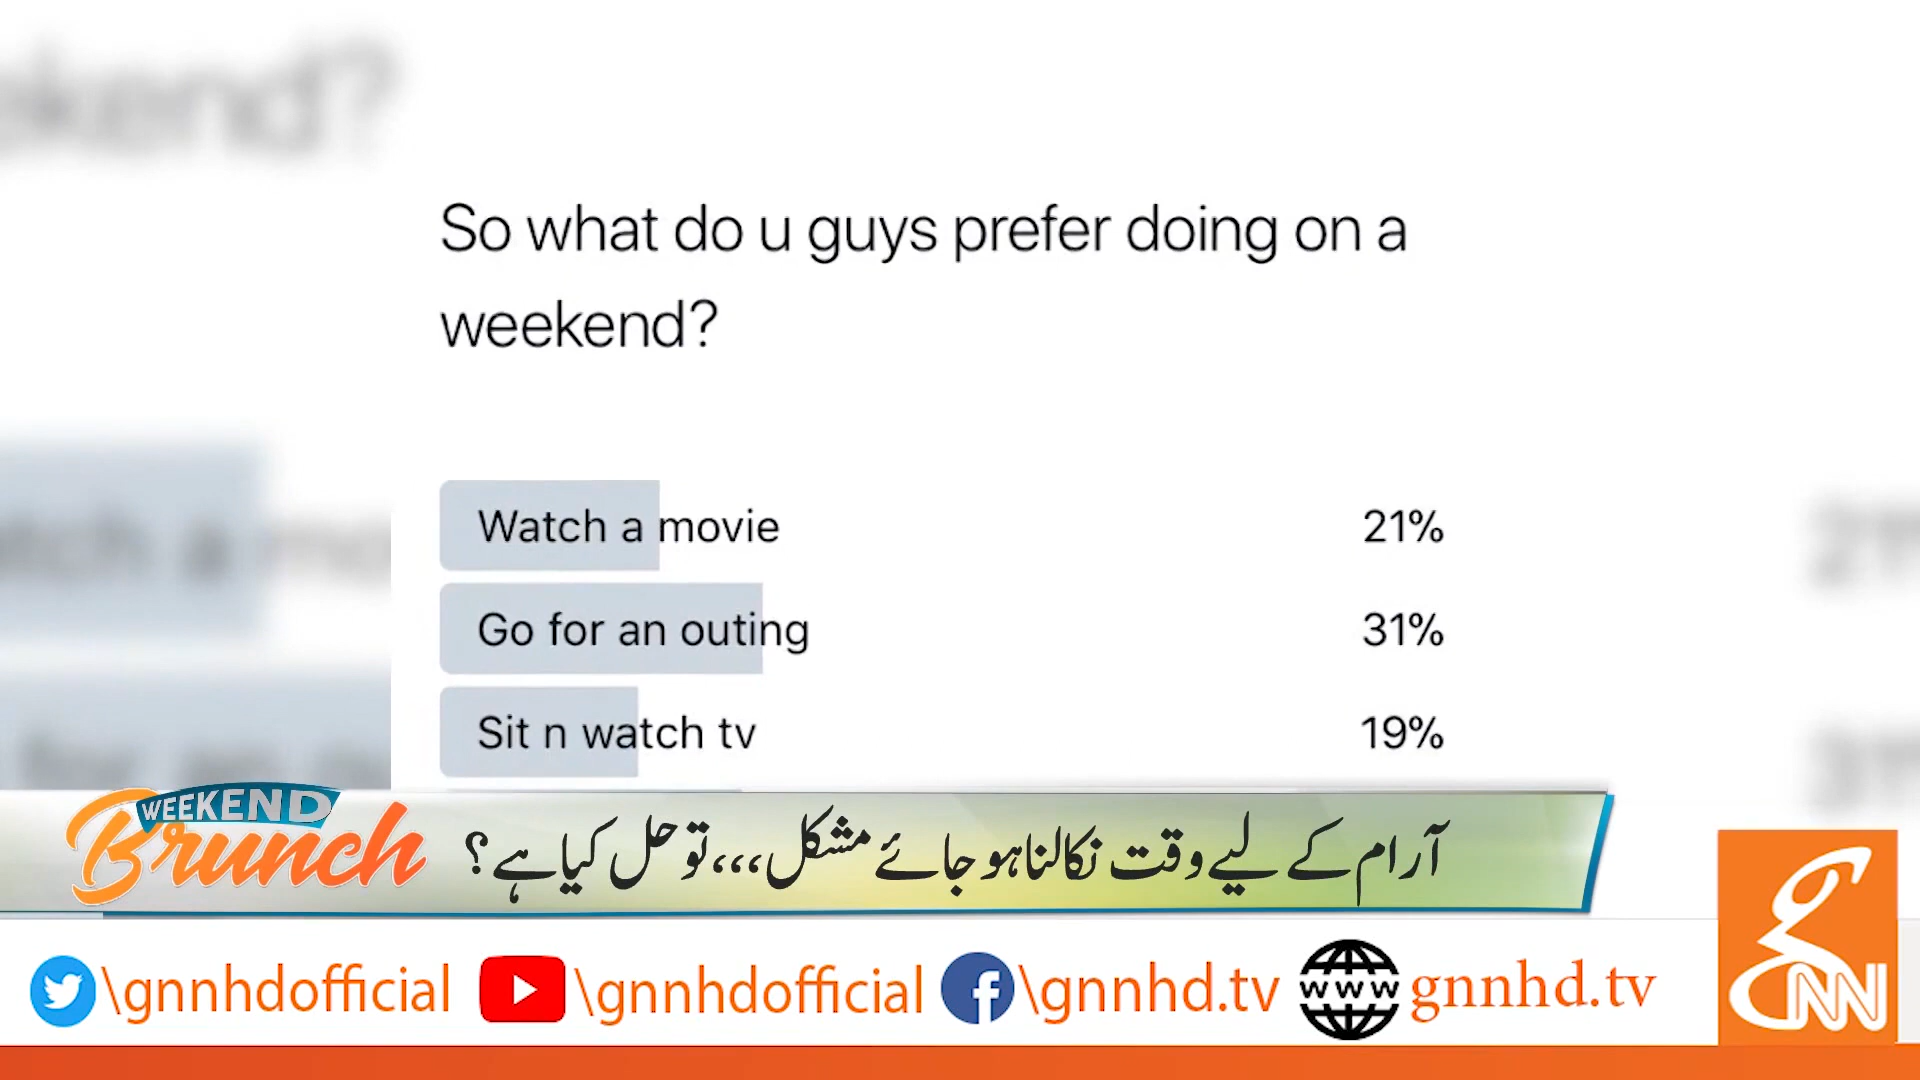 So what do u guys prefer doing on a
weekend?
Watch a movie 21%
Go for an outing 31%
Sit n watch tv 19%
WEEKEND
Brunch
آرام کے لیے وقت نکالنا ہو جائے مشکل ،،، تو حل کیا ہے ؟
\gnnhdofficial \gnnhdofficial \gnnhd.tv www gnnhd.tv
GNN